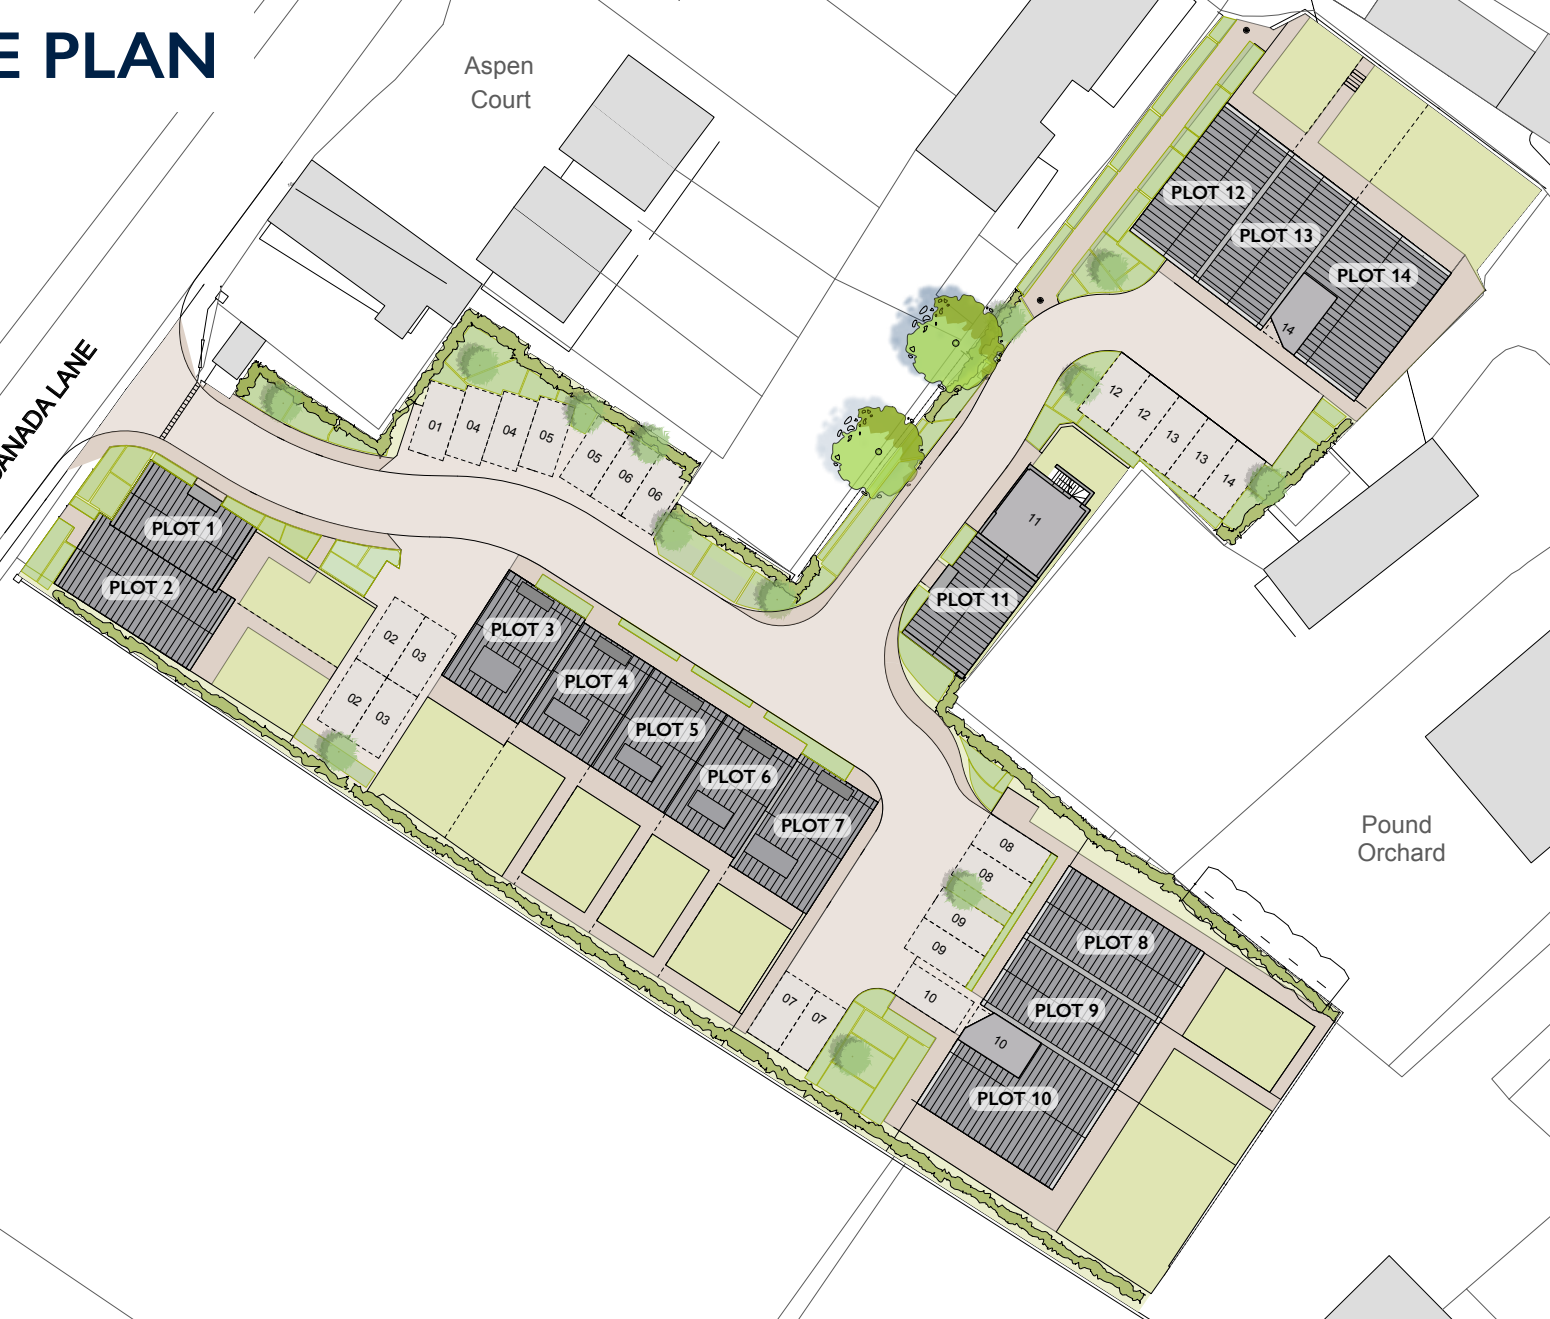 E PLAN
Aspen
Court
CANADA LANE
PLOT 12
PLOT 13
PLOT 14
14
12
12
13
13
14
01
04
04
05
05
06
06
11
PLOT 11
PLOT 1
PLOT 2
02
03
02
03
PLOT 3
PLOT 4
PLOT 5
PLOT 6
PLOT 7
08
08
09
09
10
07
07
PLOT 8
PLOT 9
10
PLOT 10
Pound
Orchard